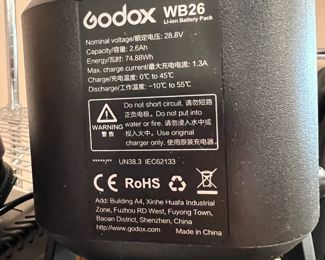 Godox WB26
Li-ion Battery Pack
Nominal voltage/额定电压: 28.8V
Capacity/容量: 2.6Ah
Energy/瓦时: 74.88Wh
Max. charge current/最大充电电流: 1.3A
Charge/充电温度: 0℃ to 45℃
Discharge/工作温度: −10℃ to 55℃
WARNING
警告
Do not short circuit. 请勿短路
正负电极。Do not put into
water or fire. 请勿浸入水中或
投入火中。Use original
charger only. 使用原装充电器。
UN38.3 IEC62133
CE RoHS
Add: Building A4, Xinhe Huafa Industrial
Zone, Fuzhou RD West, Fuyong Town,
Baoan District, Shenzhen, China
http://www.godox.com Made in China